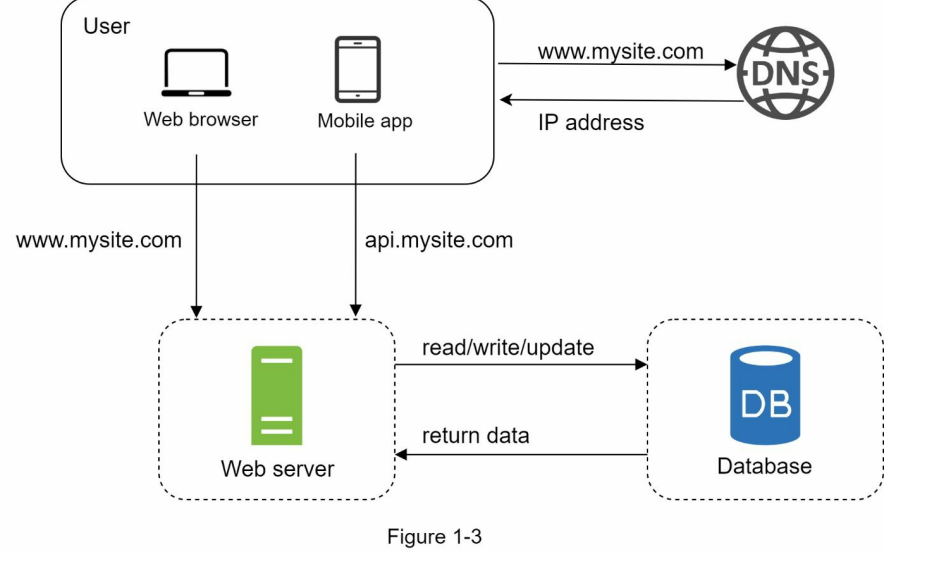 User
www.mysite.com
DNS
Web browser
Mobile app
IP address
www.mysite.com
api.mysite.com
read/write/update
DB
return data
Web server
Database
Figure 1-3